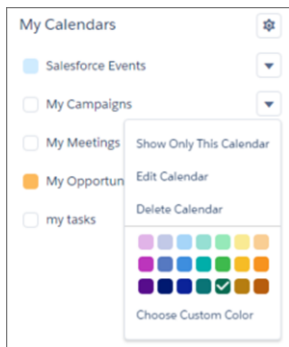 My Calendars
Salesforce Events
My Campaigns
My Meetings
Show Only This Calendar
Edit Calendar
My Opportun
Delete Calendar
my tasks
Choose Custom Color